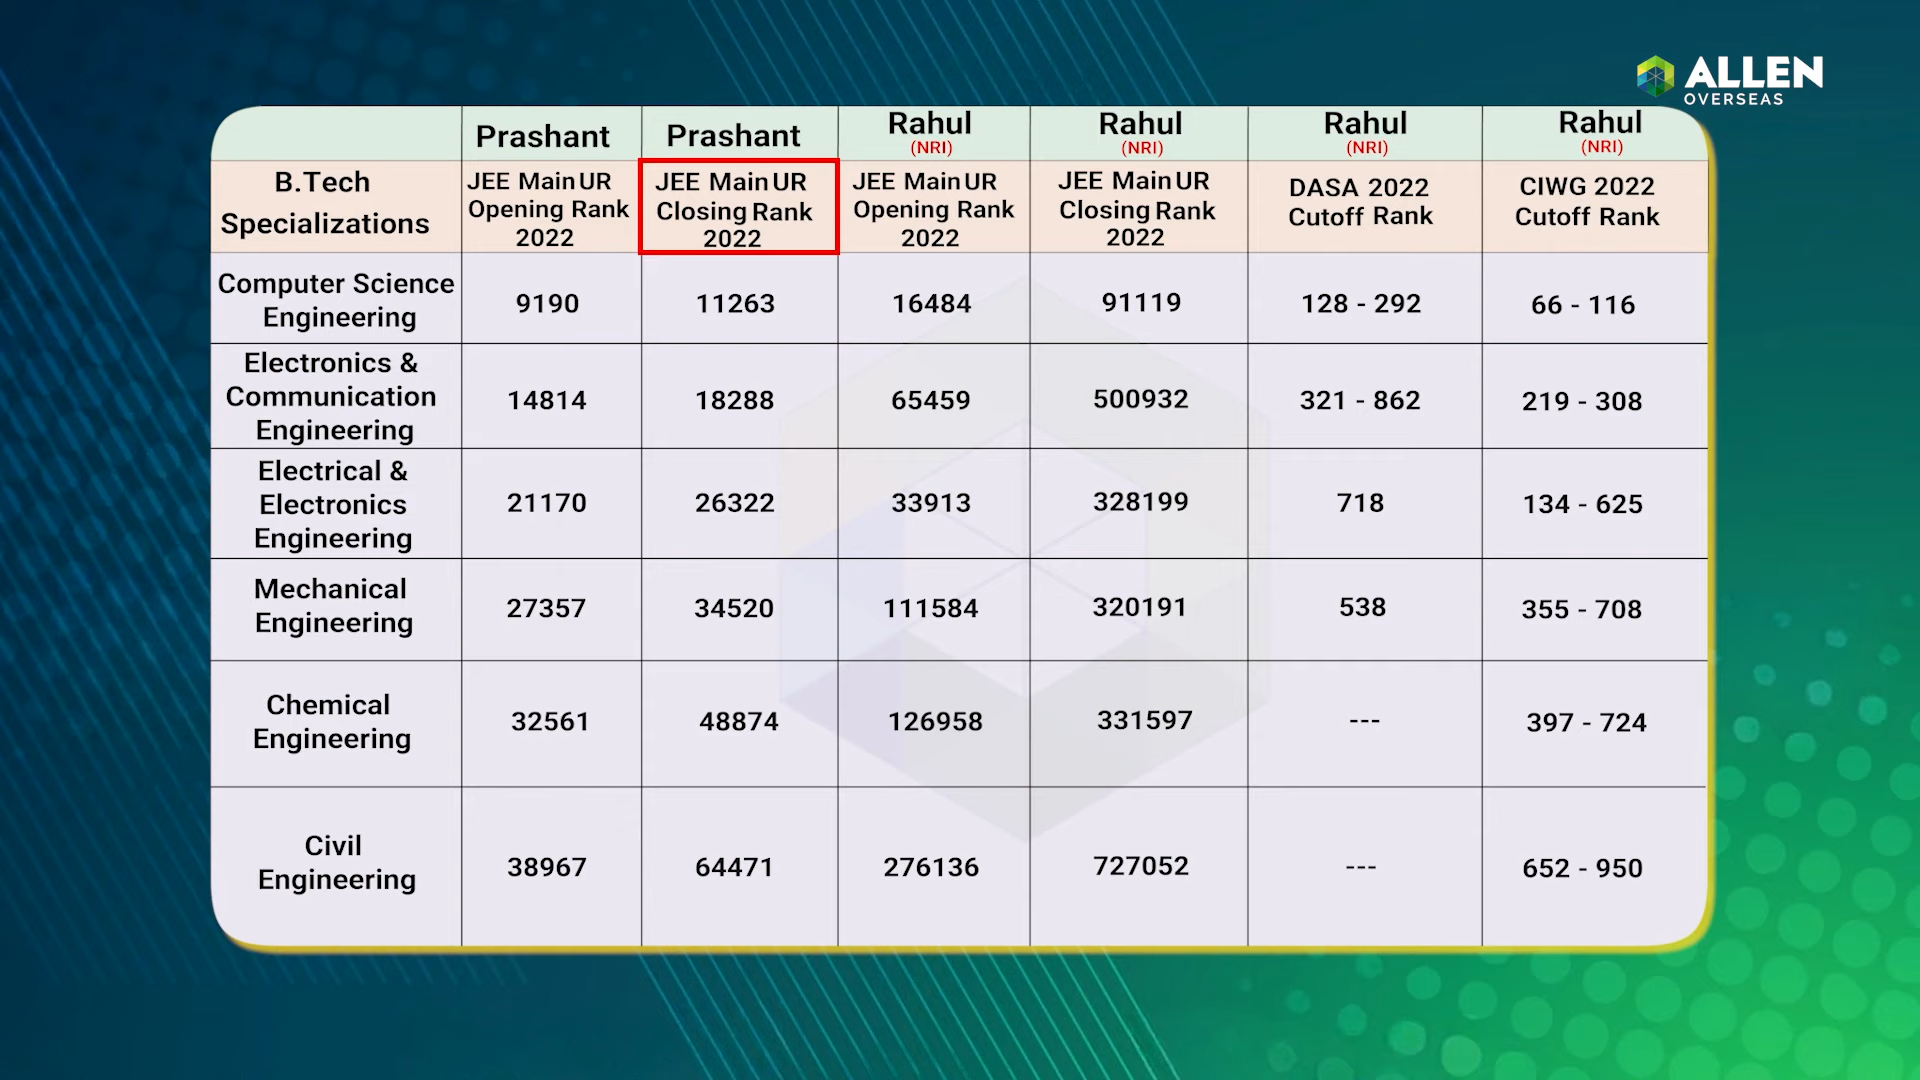 ALLEN
OVERSEAS
Prashant Prashant Rahul Rahul Rahul Rahul
(NRI) (NRI) (NRI) (NRI)
B.Tech
Specializations
JEE Main UR
Opening Rank
2022
JEE Main UR
Closing Rank
2022
JEE Main UR
Opening Rank
2022
JEE Main UR
Closing Rank
2022
DASA 2022
Cutoff Rank
CIWG 2022
Cutoff Rank
Computer Science
Engineering
9190 11263 16484 91119 128 - 292 66 - 116
Electronics &
Communication
Engineering
14814 18288 65459 500932 321 - 862 219 - 308
Electrical &
Electronics
Engineering
21170 26322 33913 328199 718 134 - 625
Mechanical
Engineering
27357 34520 111584 320191 538 355 - 708
Chemical
Engineering
32561 48874 126958 331597 --- 397 - 724
Civil
Engineering
38967 64471 276136 727052 --- 652 - 950